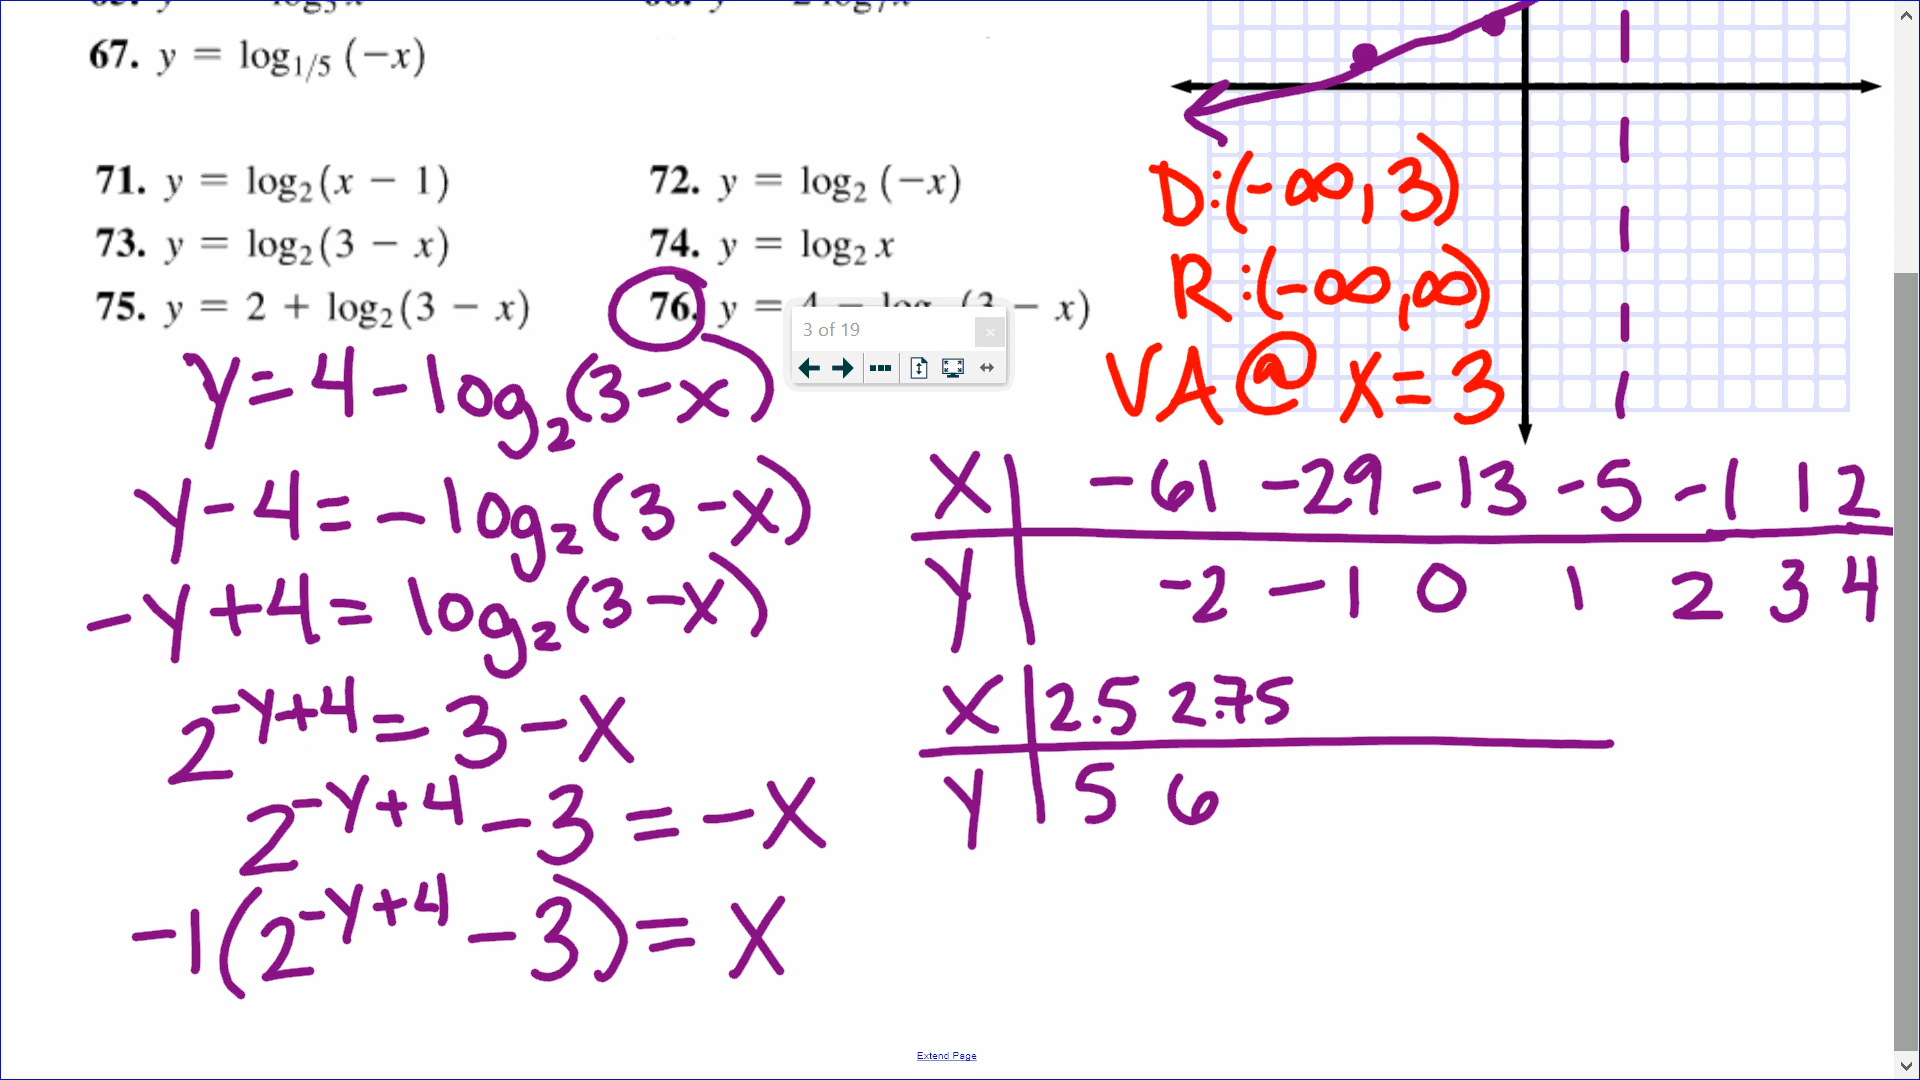 67. y = log1/5 (−x)
71. y = log2(x − 1)
72. y = log2 (−x)
73. y = log2(3 − x)
74. y = log2 x
75. y = 2 + log2(3 − x)
76. y = 4 − log (3 − x)
3 of 19
D:(-∞, 3)
R:(-∞,∞)
VA @ X=3
y=4-log2(3-x)
y-4=-log2(3-x)
-y+4=log2(3-x)
2^-y+4=3-x
2^-y+4-3=-x
-1(2^-y+4-3)=x
X -61 -29 -13 -5 -1 1 2
Y -2 -1 0 1 2 3 4
X 2.5 2.75
Y 5 6
Extend Page